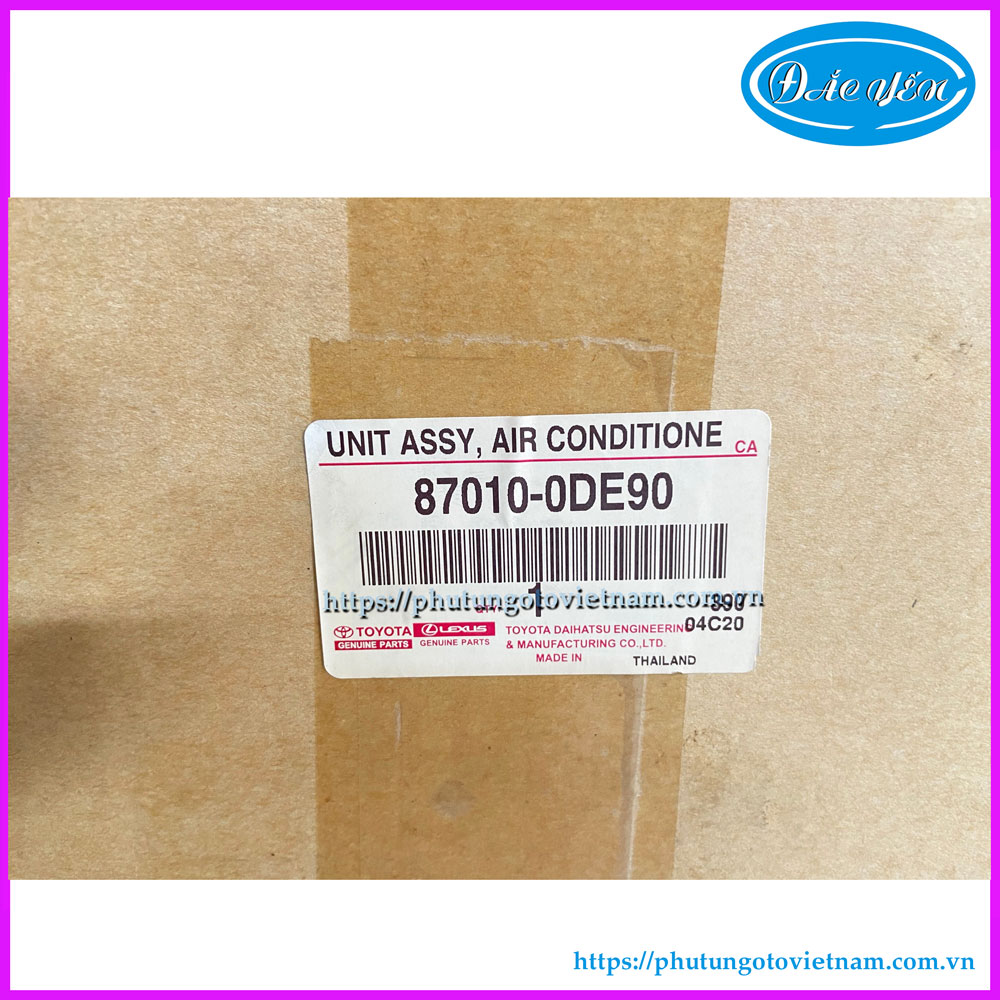 ĐẮC YẾN
UNIT ASSY, AIR CONDITIONE CA
87010-0DE90
QTY 1
https://phutungotovietnam.com.vn
04C20
TOYOTA LEXUS TOYOTA DAIHATSU ENGINEERING
GENUINE PARTS GENUINE PARTS & MANUFACTURING CO.,LTD.
MADE IN THAILAND
https://phutungotovietnam.com.vn